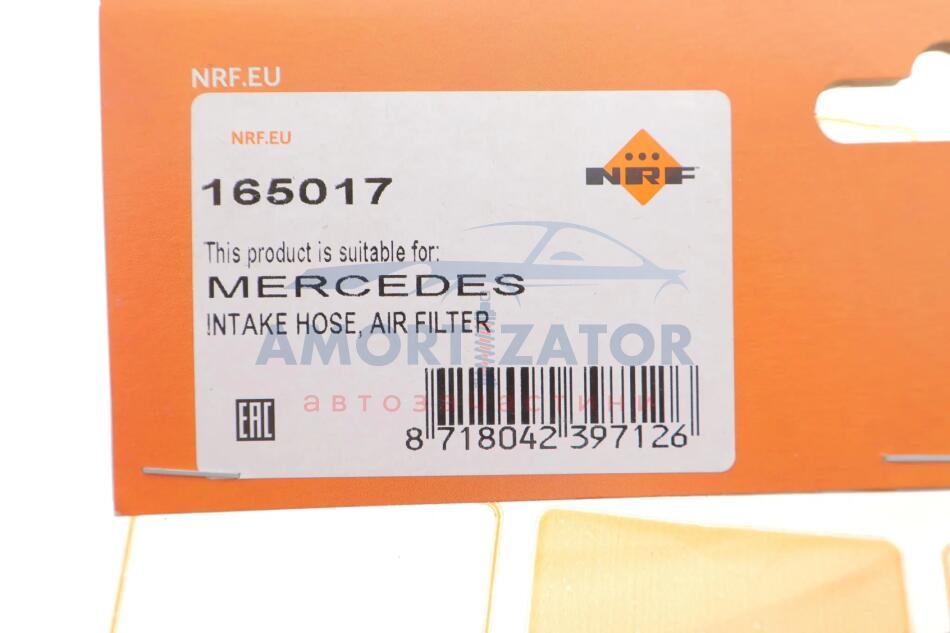 NRF.EU
NRF.EU
NRF
165017
This product is suitable for:
MERCEDES
INTAKE HOSE, AIR FILTER
AMORTIZATOR
автозапчастини
EAC
8 718042 397126